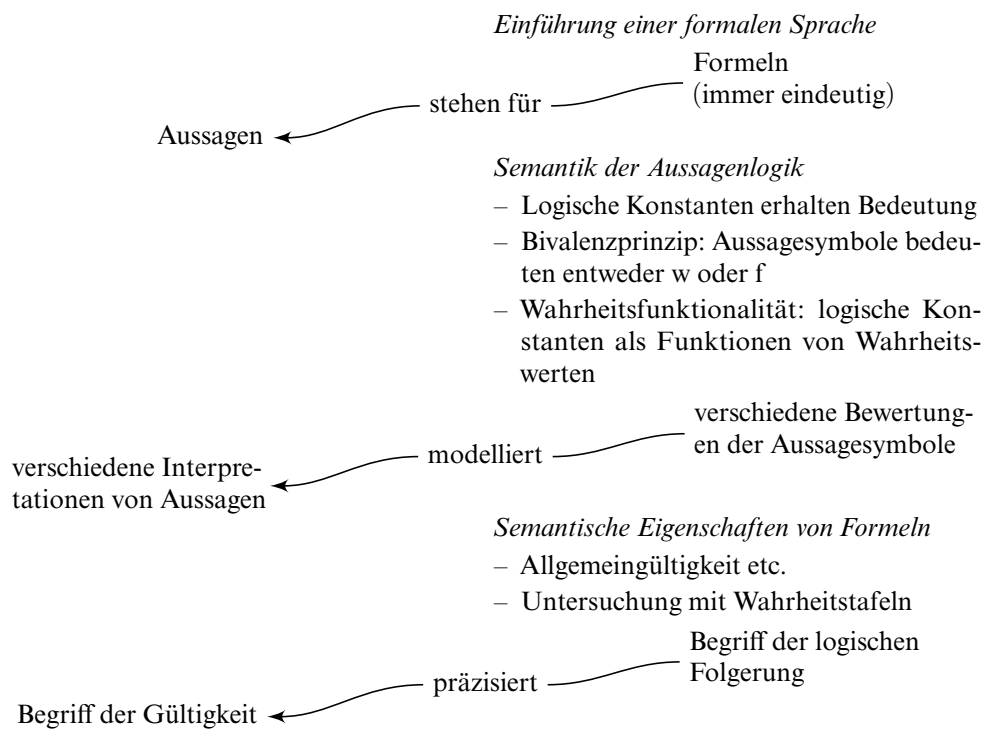 Einführung einer formalen Sprache
Formeln
(immer eindeutig)
stehen für
Aussagen
Semantik der Aussagenlogik
– Logische Konstanten erhalten Bedeutung
– Bivalenzprinzip: Aussagesymbole bedeu-
ten entweder w oder f
– Wahrheitsfunktionalität: logische Kon-
stanten als Funktionen von Wahrheits-
werten
verschiedene Bewertung-
en der Aussagesymbole
modelliert
verschiedene Interpre-
tationen von Aussagen
Semantische Eigenschaften von Formeln
– Allgemeingültigkeit etc.
– Untersuchung mit Wahrheitstafeln
Begriff der logischen
Folgerung
präzisiert
Begriff der Gültigkeit